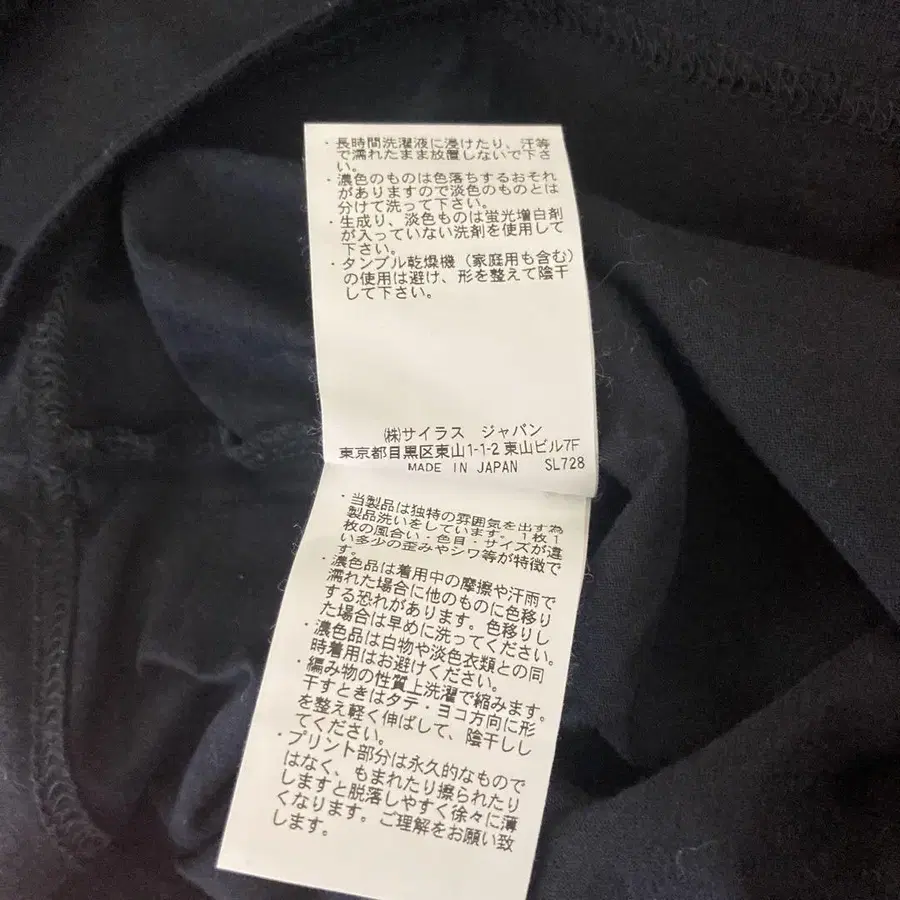 ・長時間洗濯液に浸けたり、汗等
で濡れたまま放置しないで下さ
い。
・濃色のものは色落ちするおそれ
がありますので淡色のものとは
分けて洗って下さい。
・生成り、淡色ものは蛍光増白剤
が入っていない洗剤を使用して
下さい。
・タンブル乾燥機（家庭用も含む）
の使用は避け、形を整えて陰干
して下さい。
㈱サイラス ジャパン
東京都目黒区東山1-1-2 東山ビル7F
MADE IN JAPAN SL728
・当製品は独特の雰囲気を出す為
製品洗いをしています。1枚1
枚の風合い・色目・サイズが違
い多少の歪みやシワ等が特徴で
す。
・濃色品は着用中の摩擦や汗雨で
濡れた場合に他のものに色移り
する恐れがあります。色移りし
た場合は早めに洗ってください。
・濃色品は白物や淡色衣類との同
時着用はお避けください。
・編み物の性質上洗濯で縮みます。
干すときはタテ・ヨコ方向に形
を整え軽く伸ばして、陰干しし
てください。
・プリント部分は永久的なもので
はなく、もまれたり擦られたり
しますと脱落しやすく徐々に薄
くなります。ご理解をお願い致
します。